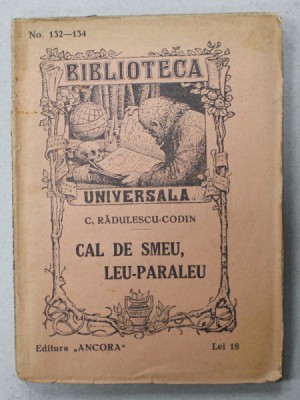 No. 132—134
BIBLIOTECA
UNIVERSALA
C. RĂDULESCU-CODIN
CAL DE SMEU,
LEU-PARALEU
Editura „ANCORA“
Lei 18